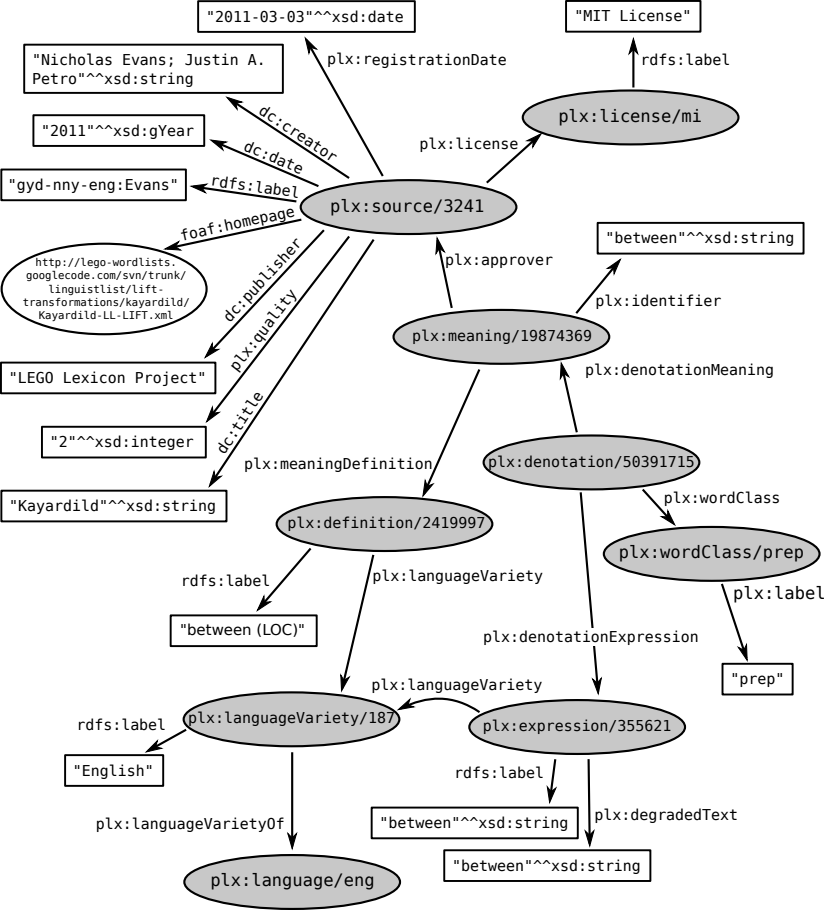 "2011-03-03"^^xsd:date
"MIT License"
plx:registrationDate
rdfs:label
"Nicholas Evans; Justin A.
Petro"^^xsd:string
dc:creator
plx:license/mi
"2011"^^xsd:gYear
dc:date
plx:license
"gyd-nny-eng:Evans"
rdfs:label
plx:source/3241
foaf:homepage
http://lego-wordlists.
googlecode.com/svn/trunk/
linguistlist/lift-
transformations/kayardild/
Kayardild-LL-LIFT.xml
dc:publisher
plx:approver
"between"^^xsd:string
plx:identifier
plx:quality
plx:meaning/19874369
"LEGO Lexicon Project"
plx:denotationMeaning
dc:title
"2"^^xsd:integer
plx:meaningDefinition
plx:denotation/50391715
"Kayardild"^^xsd:string
plx:wordClass
plx:definition/2419997
plx:wordClass/prep
rdfs:label
plx:languageVariety
plx:label
"between (LOC)"
plx:denotationExpression
"prep"
plx:languageVariety
plx:languageVariety/187
plx:expression/355621
rdfs:label
"English"
rdfs:label
plx:languageVarietyOf
"between"^^xsd:string
plx:degradedText
"between"^^xsd:string
plx:language/eng